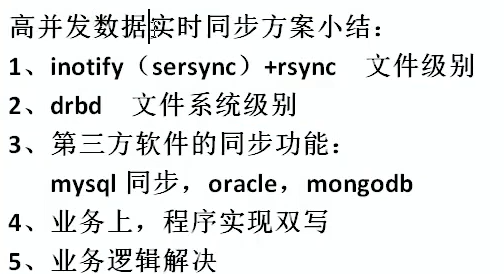 高并发数据实时同步方案小结：
1、inotify（sersync）+rsync 文件级别
2、drbd 文件系统级别
3、第三方软件的同步功能：
mysql 同步，oracle，mongodb
4、业务上，程序实现双写
5、业务逻辑解决